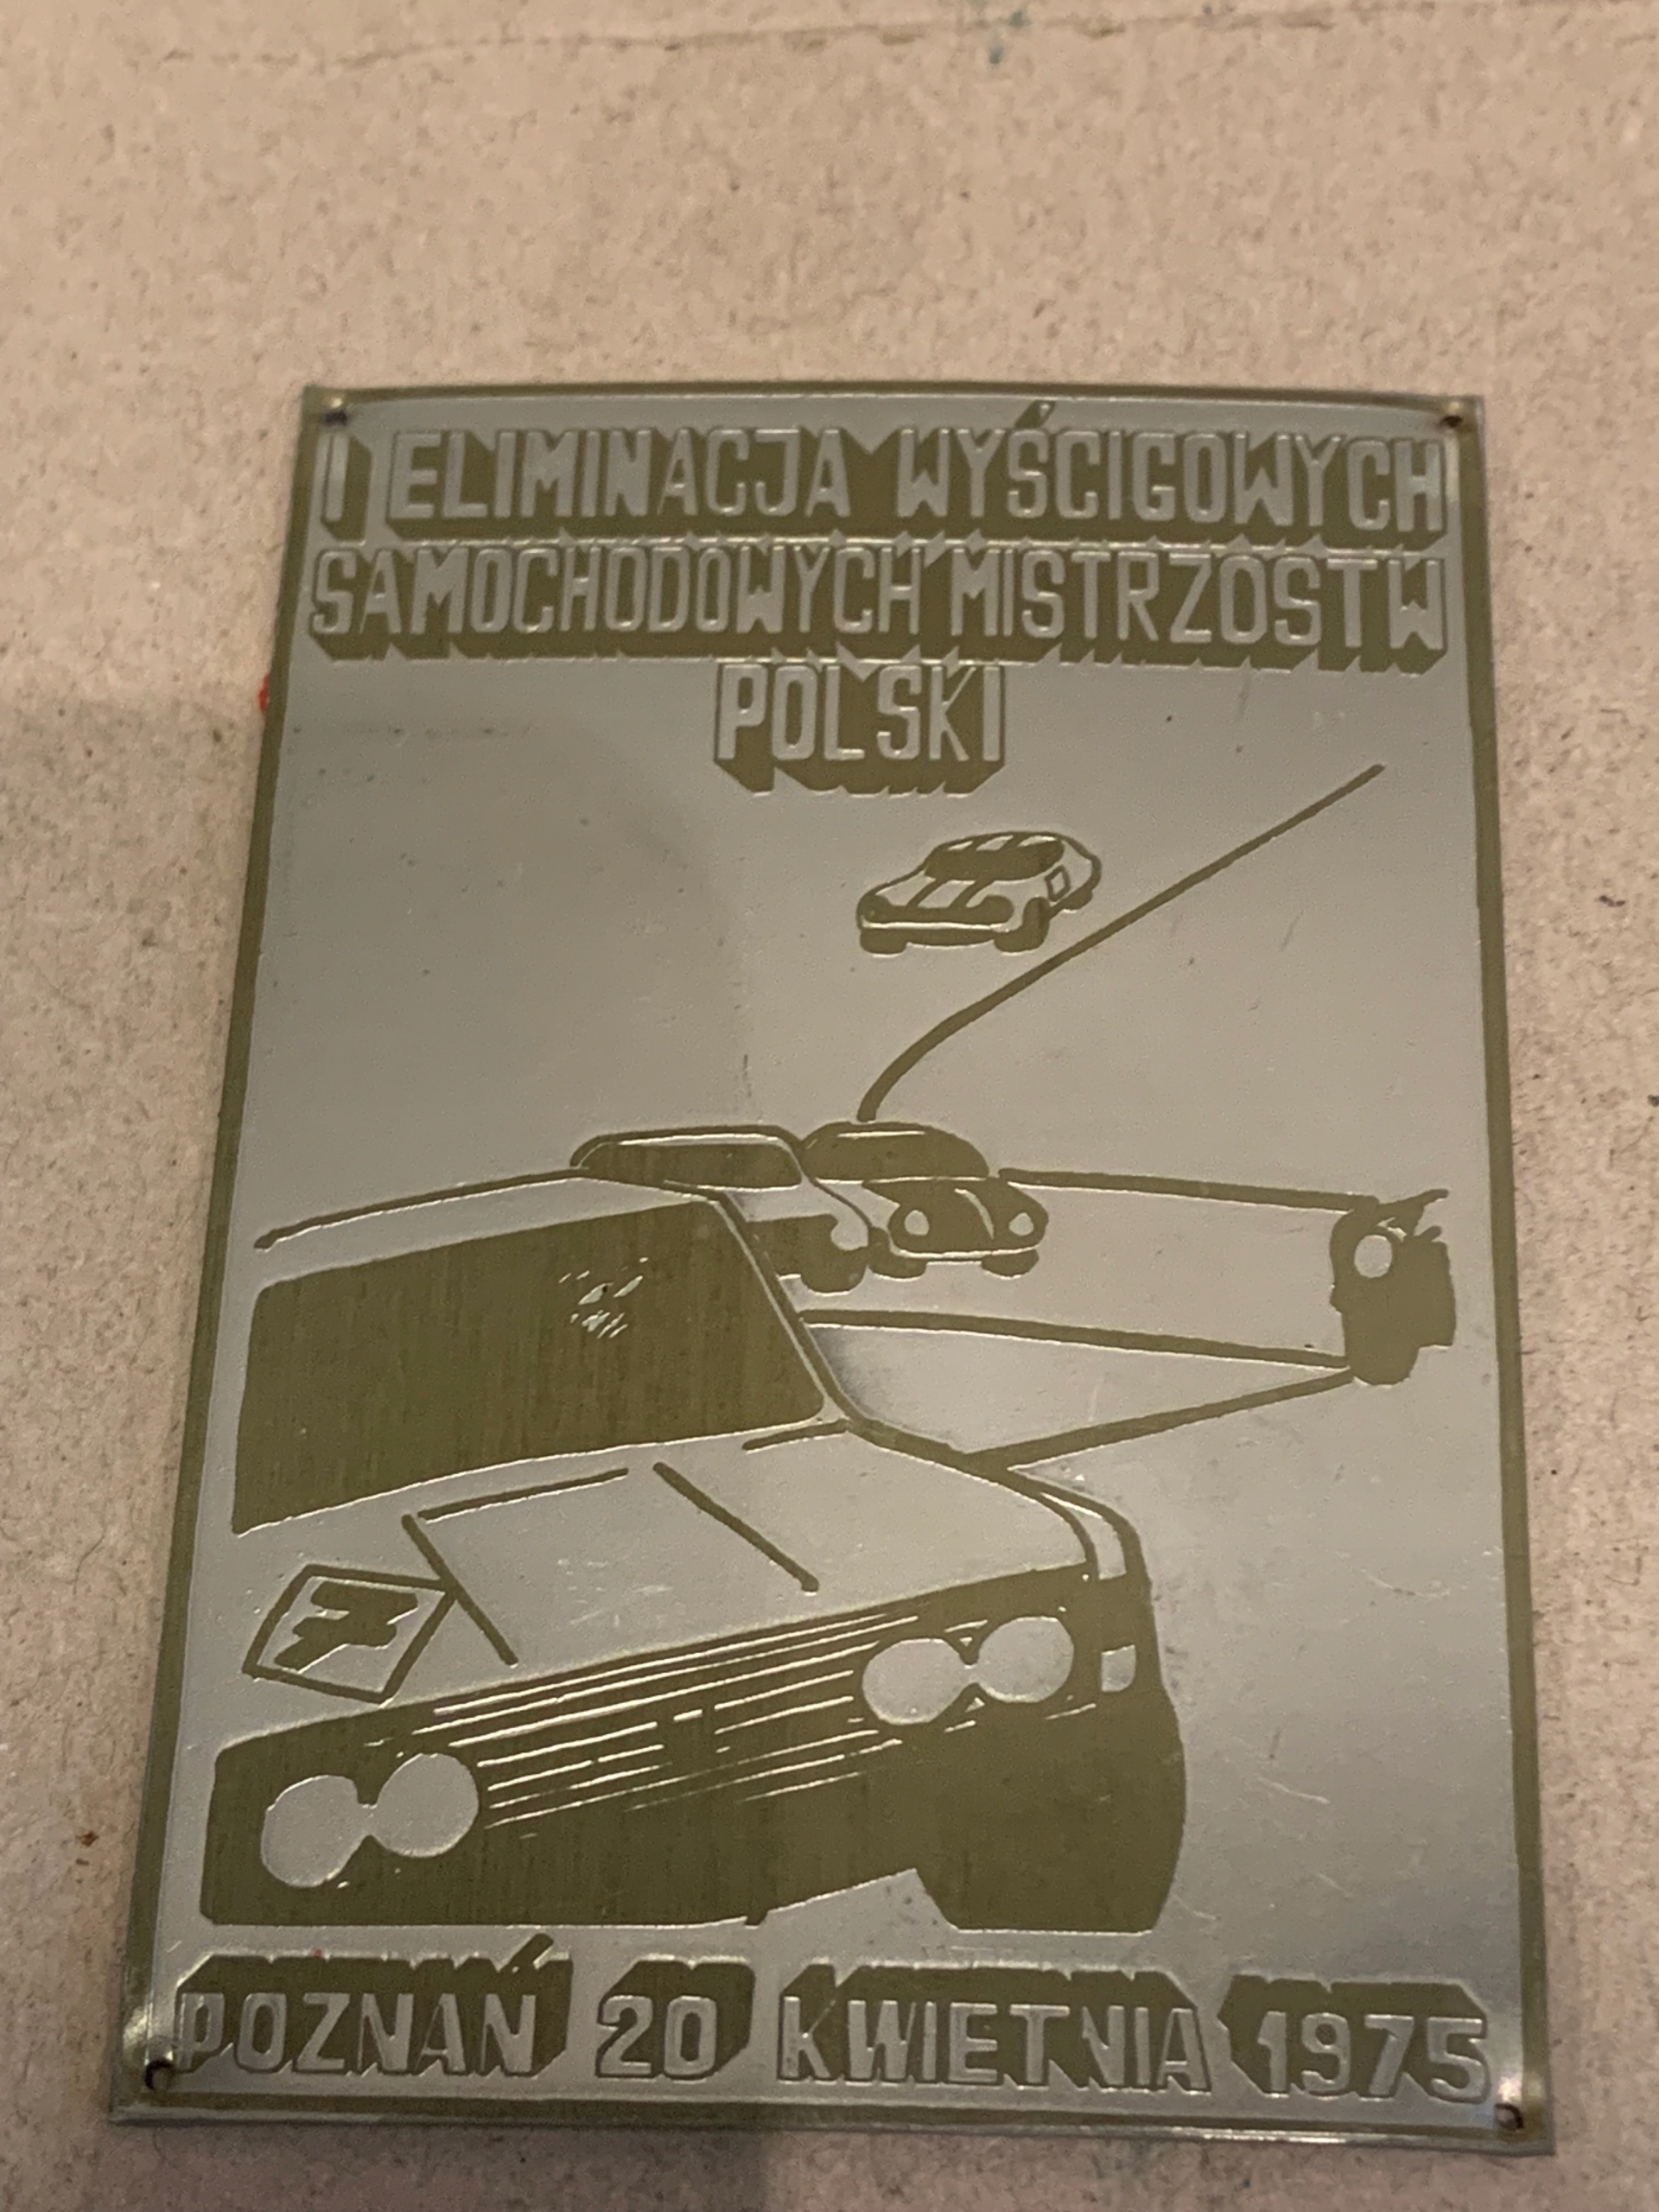 I ELIMINACJA WYŚCIGOWYCH
SAMOCHODOWYCH MISTRZOSTW
POLSKI
POZNAŃ 20 KWIETNIA 1975